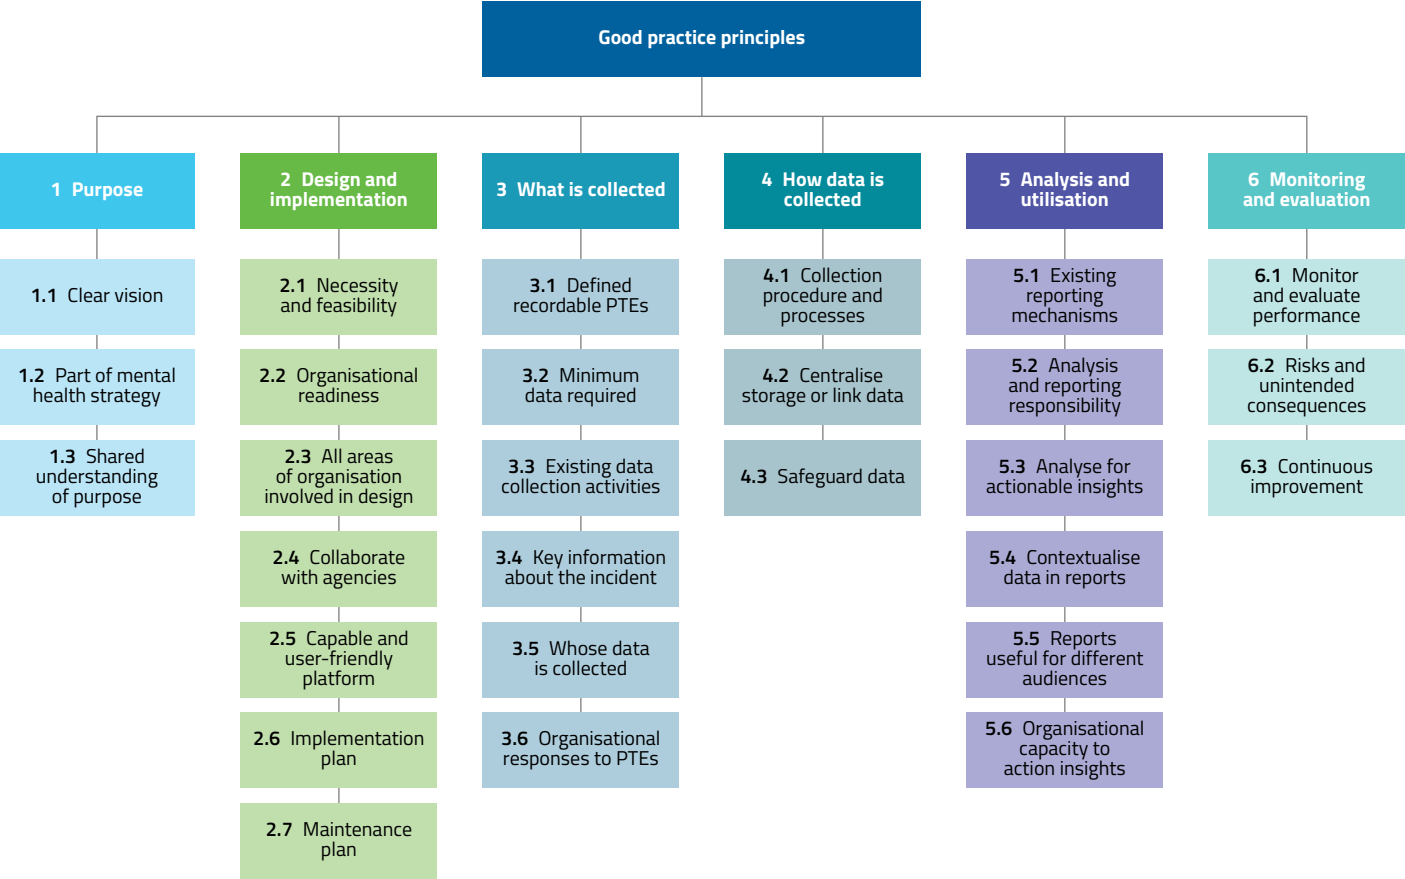 Good practice principles
1 Purpose
1.1 Clear vision
1.2 Part of mental
health strategy
1.3 Shared
understanding
of purpose
2 Design and
implementation
2.1 Necessity
and feasibility
2.2 Organisational
readiness
2.3 All areas
of organisation
involved in design
2.4 Collaborate
with agencies
2.5 Capable and
user-friendly
platform
2.6 Implementation
plan
2.7 Maintenance
plan
3 What is collected
3.1 Defined
recordable PTEs
3.2 Minimum
data required
3.3 Existing data
collection activities
3.4 Key information
about the incident
3.5 Whose data
is collected
3.6 Organisational
responses to PTEs
4 How data is
collected
4.1 Collection
procedure and
processes
4.2 Centralise
storage or link data
4.3 Safeguard data
5 Analysis and
utilisation
5.1 Existing
reporting
mechanisms
5.2 Analysis
and reporting
responsibility
5.3 Analyse for
actionable insights
5.4 Contextualise
data in reports
5.5 Reports
useful for different
audiences
5.6 Organisational
capacity to
action insights
6 Monitoring
and evaluation
6.1 Monitor
and evaluate
performance
6.2 Risks and
unintended
consequences
6.3 Continuous
improvement